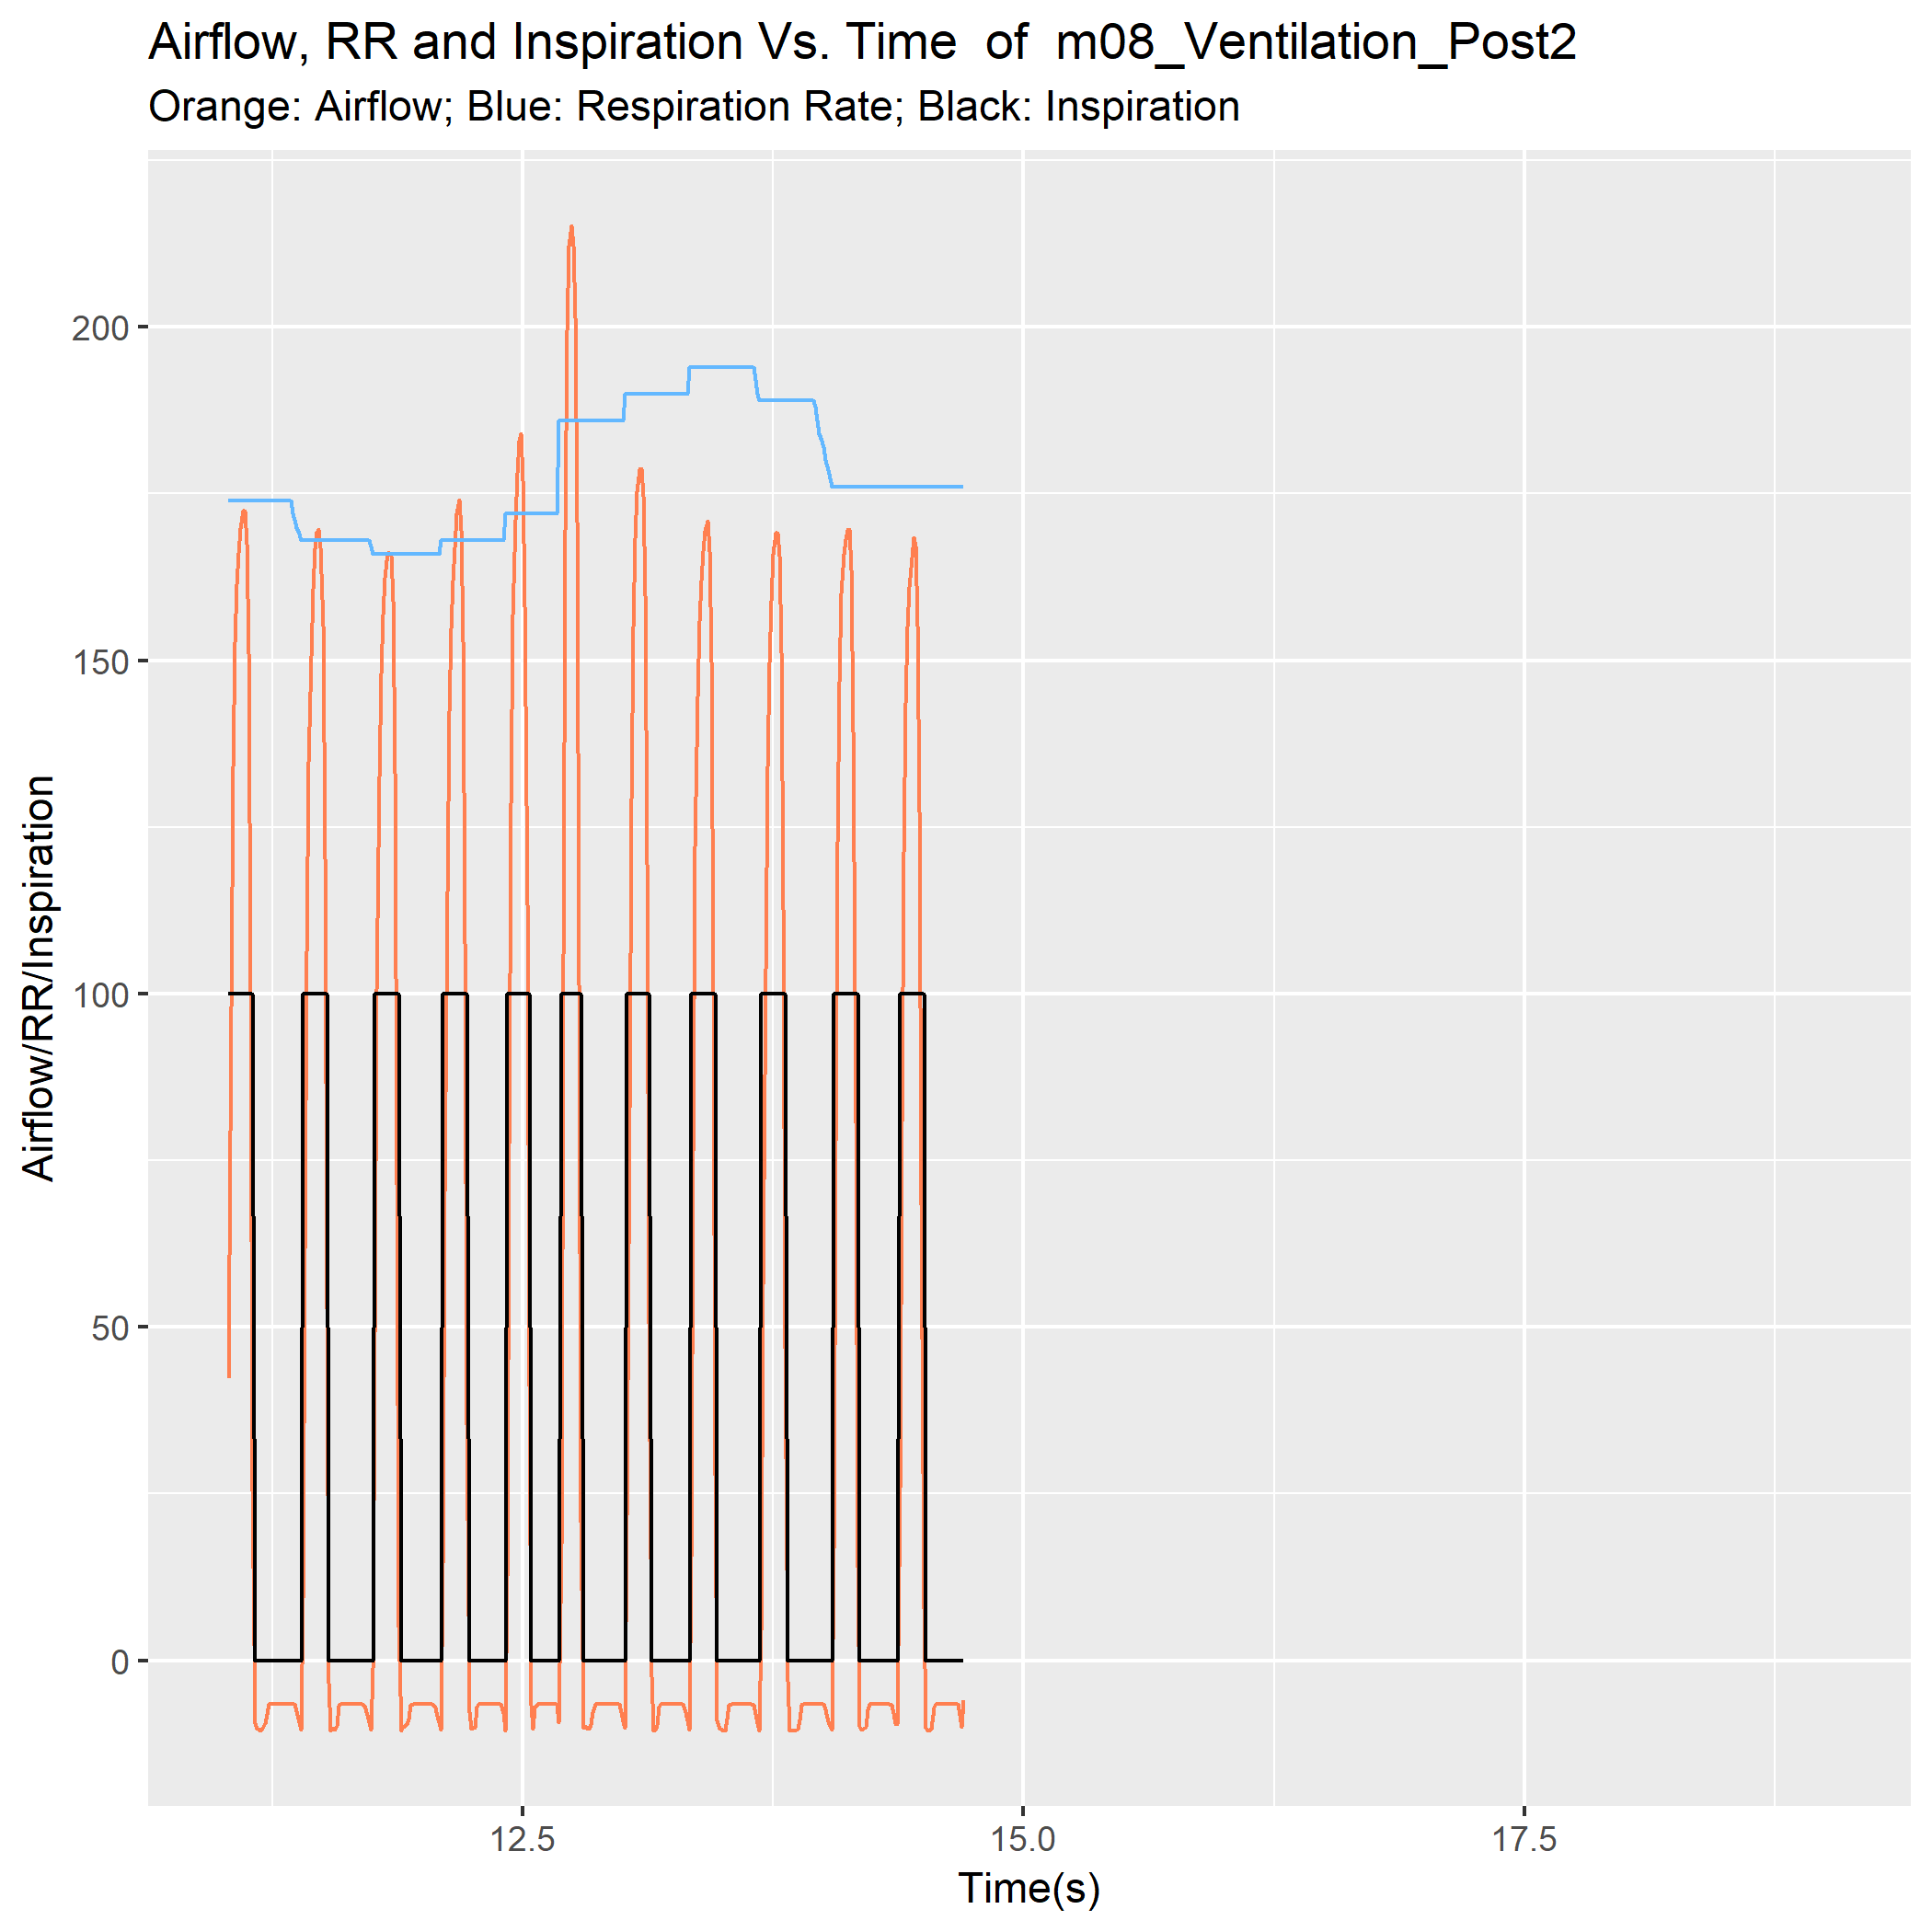 Airflow, RR and Inspiration Vs. Time  of  m08_Ventilation_Post2
Orange: Airflow; Blue: Respiration Rate; Black: Inspiration
Airflow/RR/Inspiration
200
150
100
50
0
12.5 15.0 17.5
Time(s)